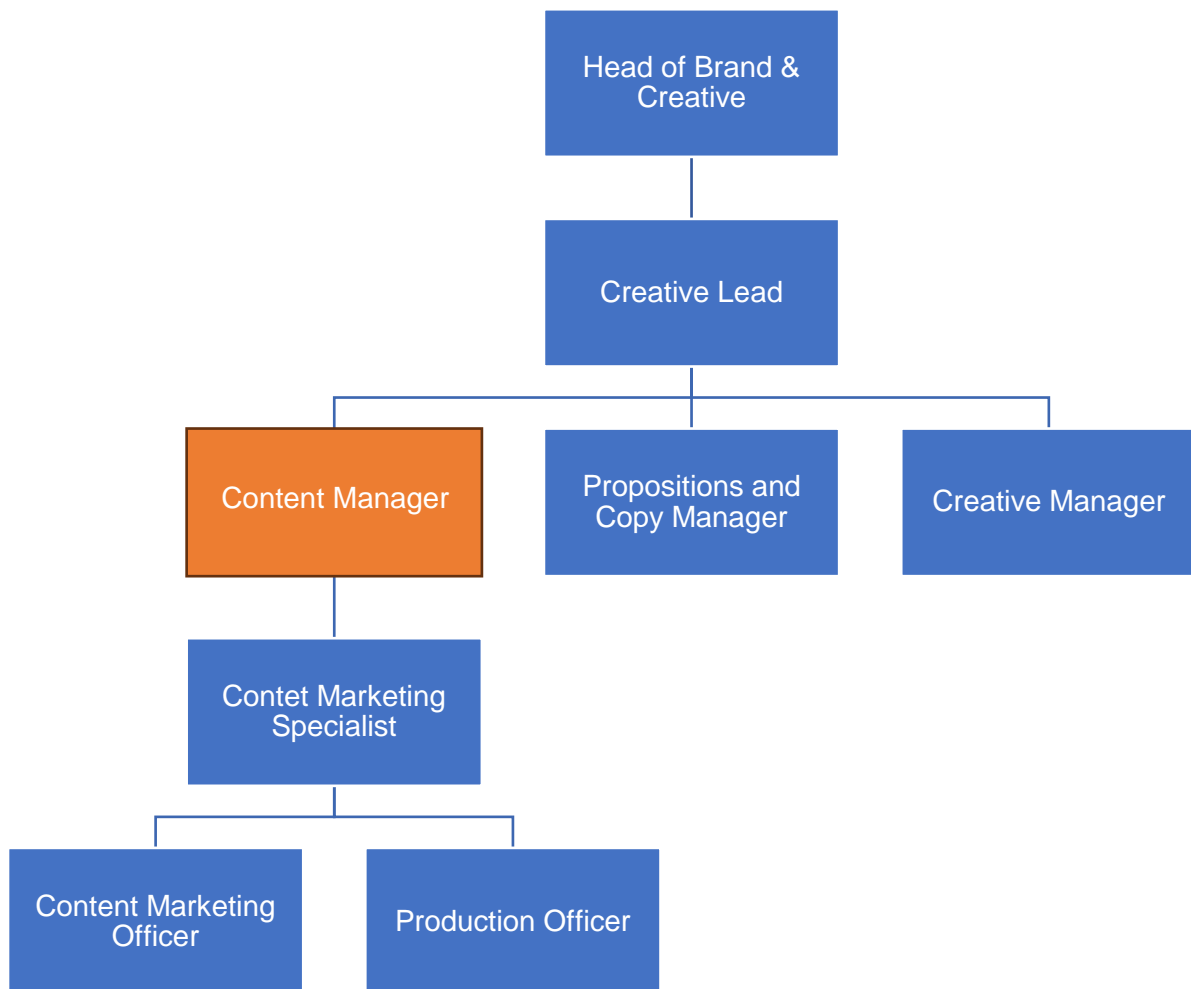 Head of Brand &
Creative
Creative Lead
Content Manager
Propositions and
Copy Manager
Creative Manager
Contet Marketing
Specialist
Content Marketing
Officer
Production Officer